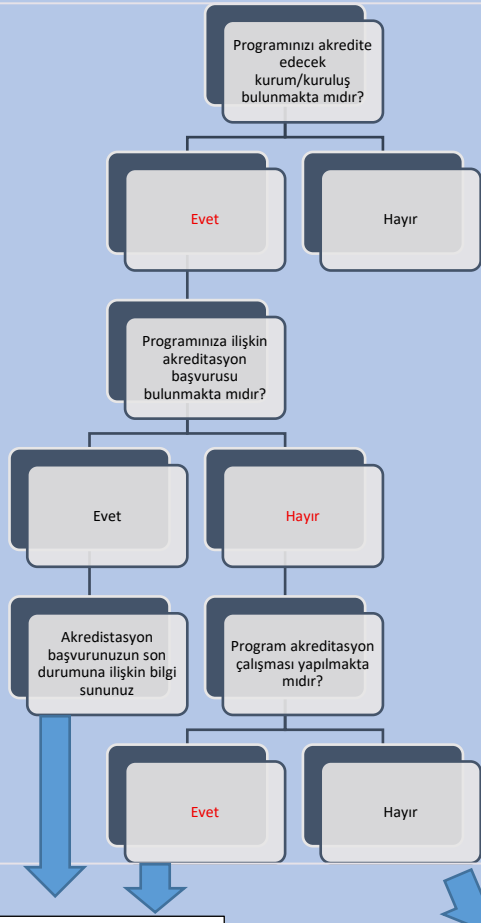 Programınızı akredite
edecek
kurum/kuruluş
bulunmakta mıdır?
Evet
Hayır
Programınıza ilişkin
akreditasyon
başvurusu
bulunmakta mıdır?
Evet
Hayır
Akredistasyon
başvurunuzun son
durumuna ilişkin bilgi
sununuz
Program akreditasyon
çalışması yapılmakta
mıdır?
Evet
Hayır